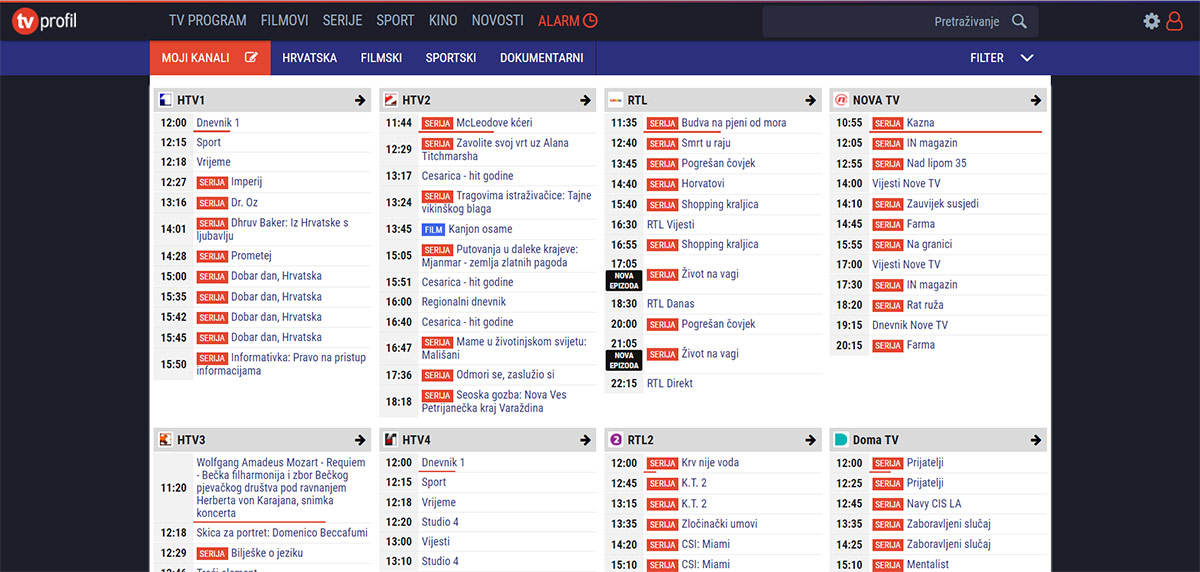 tv profil
TV PROGRAM FILMOVI SERIJE SPORT KINO NOVOSTI ALARM
Pretraživanje
MOJI KANALI HRVATSKA FILMSKI SPORTSKI DOKUMENTARNI FILTER
HTV1
12:00 Dnevnik 1
12:15 Sport
12:18 Vrijeme
12:27 SERIJA Imperij
13:16 SERIJA Dr. Oz
14:01 SERIJA Dhruv Baker: Iz Hrvatske s
ljubavlju
14:28 SERIJA Prometej
15:00 SERIJA Dobar dan, Hrvatska
15:35 SERIJA Dobar dan, Hrvatska
15:42 SERIJA Dobar dan, Hrvatska
15:45 SERIJA Dobar dan, Hrvatska
15:50 SERIJA Informativka: Pravo na pristup
informacijama
HTV2
11:44 SERIJA McLeodove kćeri
12:29 SERIJA Zavolite svoj vrt uz Alana
Titchmarsha
13:17 Cesarica - hit godine
13:24 SERIJA Tragovima istraživačice: Tajne
vikinškog blaga
13:45 FILM Kanjon osame
15:05 SERIJA Putovanja u daleke krajeve:
Mjanmar - zemlja zlatnih pagoda
15:51 Cesarica - hit godine
16:00 Regionalni dnevnik
16:40 Cesarica - hit godine
16:47 SERIJA Mame u životinjskom svijetu:
Mališani
17:36 SERIJA Odmori se, zaslužio si
18:18 SERIJA Seoska gozba: Nova Ves
Petrijanečka kraj Varaždina
RTL
11:35 SERIJA Budva na pjeni od mora
12:40 SERIJA Smrt u raju
13:45 SERIJA Pogrešan čovjek
14:40 SERIJA Horvatovi
15:40 SERIJA Shopping kraljica
16:30 RTL Vijesti
16:55 SERIJA Shopping kraljica
17:05 NOVA EPIZODA SERIJA Život na vagi
18:30 RTL Danas
20:00 SERIJA Pogrešan čovjek
21:05 NOVA EPIZODA SERIJA Život na vagi
22:15 RTL Direkt
NOVA TV
10:55 SERIJA Kazna
12:05 SERIJA IN magazin
12:55 SERIJA Nad lipom 35
14:00 Vijesti Nove TV
14:10 SERIJA Zauvijek susjedi
14:45 SERIJA Farma
15:55 SERIJA Na granici
17:00 Vijesti Nove TV
17:30 SERIJA IN magazin
18:20 SERIJA Rat ruža
19:15 Dnevnik Nove TV
20:15 SERIJA Farma
HTV3
11:20 Wolfgang Amadeus Mozart - Requiem
- Bečka filharmonija i zbor Bečkog
pjevačkog društva pod ravnanjem
Herberta von Karajana, snimka
koncerta
12:18 Skica za portret: Domenico Beccafumi
12:29 SERIJA Bilješke o jeziku
HTV4
12:00 Dnevnik 1
12:15 Sport
12:18 Vrijeme
12:20 Studio 4
13:00 Vijesti
13:10 Studio 4
RTL2
12:00 SERIJA Krv nije voda
12:45 SERIJA K.T. 2
13:15 SERIJA K.T. 2
13:35 SERIJA Zločinački umovi
14:20 SERIJA CSI: Miami
15:10 SERIJA CSI: Miami
Doma TV
12:00 SERIJA Prijatelji
12:25 SERIJA Prijatelji
12:45 SERIJA Navy CIS LA
13:35 SERIJA Zaboravljeni slučaj
14:25 SERIJA Zaboravljeni slučaj
15:10 SERIJA Mentalist